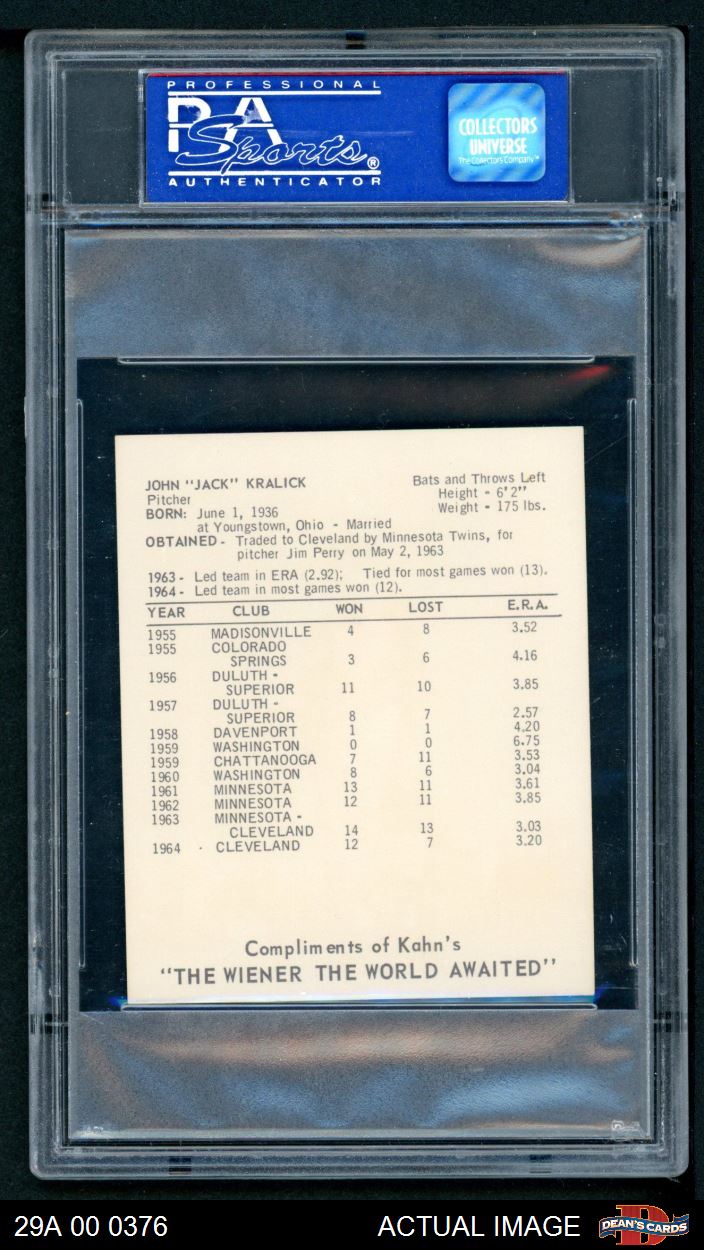 PROFESSIONAL
PSA
Sports®
AUTHENTICATOR
COLLECTORS
UNIVERSE
The Collectors Company™
JOHN "JACK" KRALICK
Pitcher
Bats and Throws Left
Height - 6'2"
Weight - 175 lbs.
BORN: June 1, 1936
at Youngstown, Ohio - Married
OBTAINED - Traded to Cleveland by Minnesota Twins, for
pitcher Jim Perry on May 2, 1963
1963 - Led team in ERA (2.92); Tied for most games won (13).
1964 - Led team in most games won (12).
YEAR CLUB WON LOST E.R.A.
1955 MADISONVILLE 4 8 3.52
1955 COLORADO
SPRINGS 3 6 4.16
1956 DULUTH -
SUPERIOR 11 10 3.85
1957 DULUTH -
SUPERIOR 8 7 2.57
1958 DAVENPORT 1 1 4.20
1959 WASHINGTON 0 0 6.75
1959 CHATTANOOGA 7 11 3.53
1960 WASHINGTON 8 6 3.04
1961 MINNESOTA 13 11 3.61
1962 MINNESOTA 12 11 3.85
1963 MINNESOTA -
CLEVELAND 14 13 3.03
1964 - CLEVELAND 12 7 3.20
Compliments of Kahn's
"THE WIENER THE WORLD AWAITED"
29A 00 0376
ACTUAL IMAGE
DEAN'S CARDS